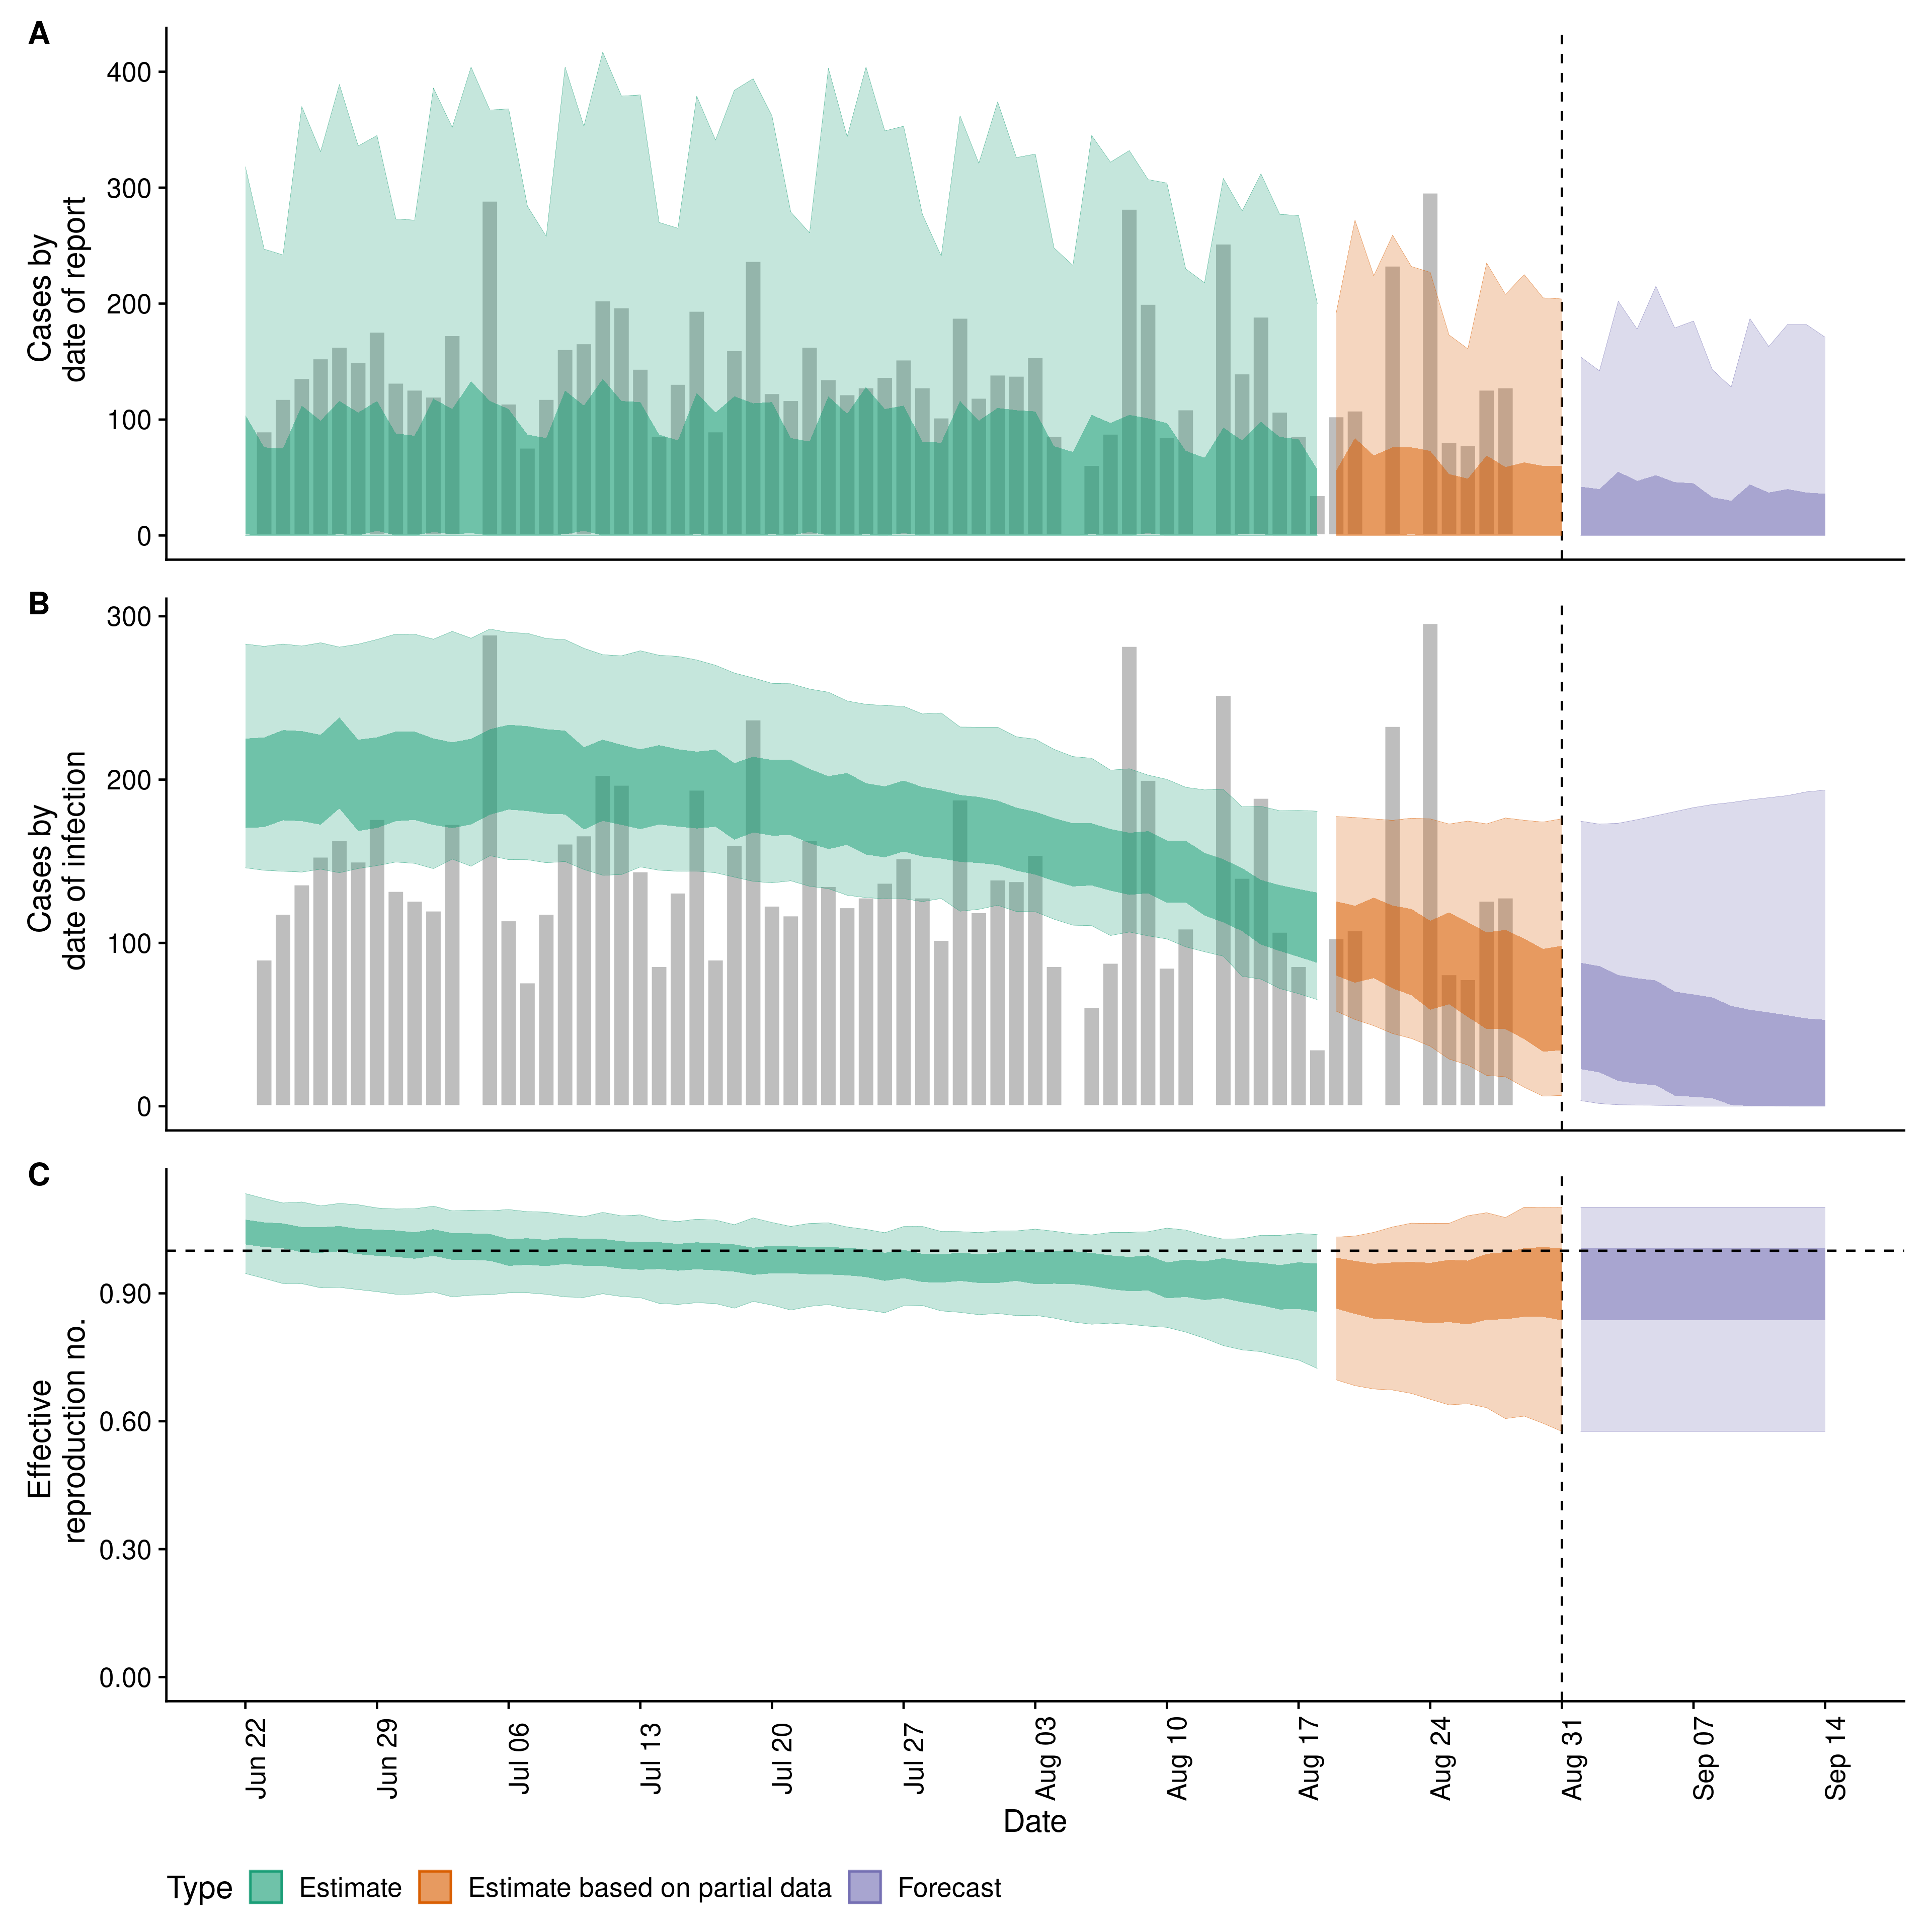 A
Cases by
date of report
400
300
200
100
0
B
Cases by
date of infection
300
200
100
0
C
Effective
reproduction no.
0.90
0.60
0.30
0.00
Jun 22
Jun 29
Jul 06
Jul 13
Jul 20
Jul 27
Aug 03
Aug 10
Aug 17
Aug 24
Aug 31
Sep 07
Sep 14
Date
Type Estimate Estimate based on partial data Forecast